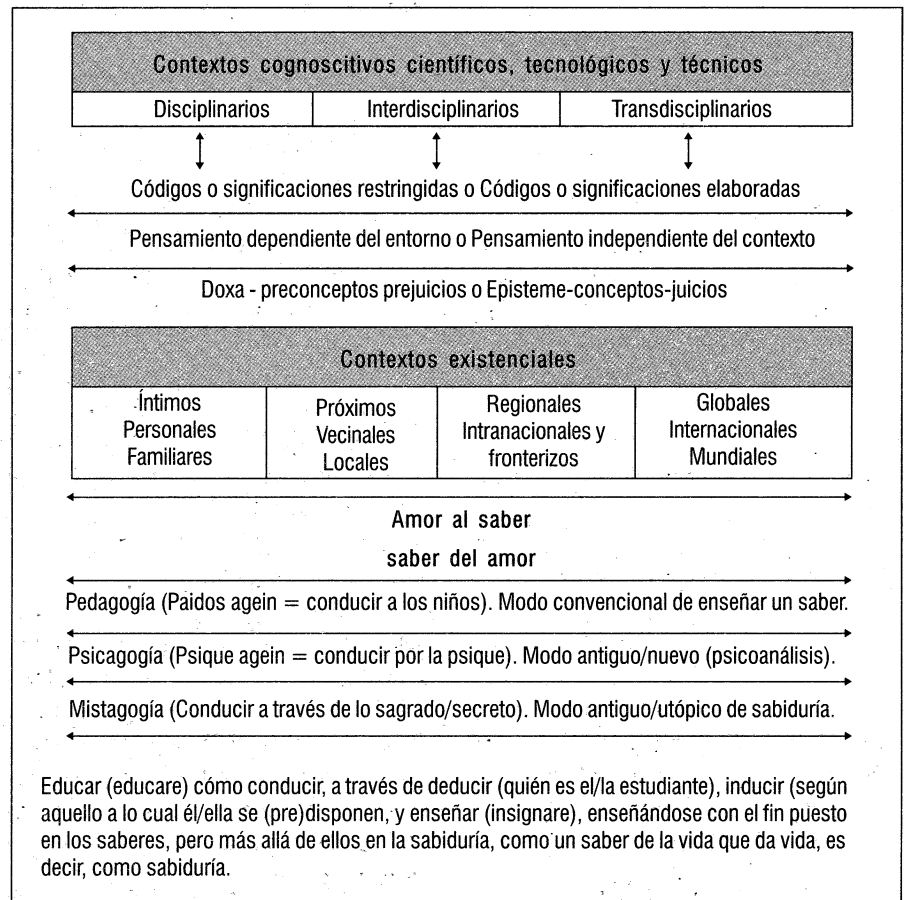 Contextos cognoscitivos científicos, tecnológicos y técnicos
Disciplinarios Interdisciplinarios Transdisciplinarios
Códigos o significaciones restringidas o Códigos o significaciones elaboradas
Pensamiento dependiente del entorno o Pensamiento independiente del contexto
Doxa - preconceptos prejuicios o Episteme-conceptos-juicios
Contextos existenciales
Íntimos
Personales
Familiares
Próximos
Vecinales
Locales
Regionales
Intranacionales y
fronterizos
Globales
Internacionales
Mundiales
Amor al saber
saber del amor
Pedagogía (Paidos agein = conducir a los niños). Modo convencional de enseñar un saber.
Psicagogía (Psique agein = conducir por la psique). Modo antiguo/nuevo (psicoanálisis).
Mistagogía (Conducir a través de lo sagrado/secreto). Modo antiguo/utópico de sabiduría.
Educar (educare) cómo conducir, a través de deducir (quién es el/la estudiante), inducir (según
aquello a lo cual él/ella se (pre)disponen, y enseñar (insignare), enseñándose con el fin puesto
en los saberes, pero más allá de ellos en la sabiduría, como un saber de la vida que da vida, es
decir, como sabiduría.